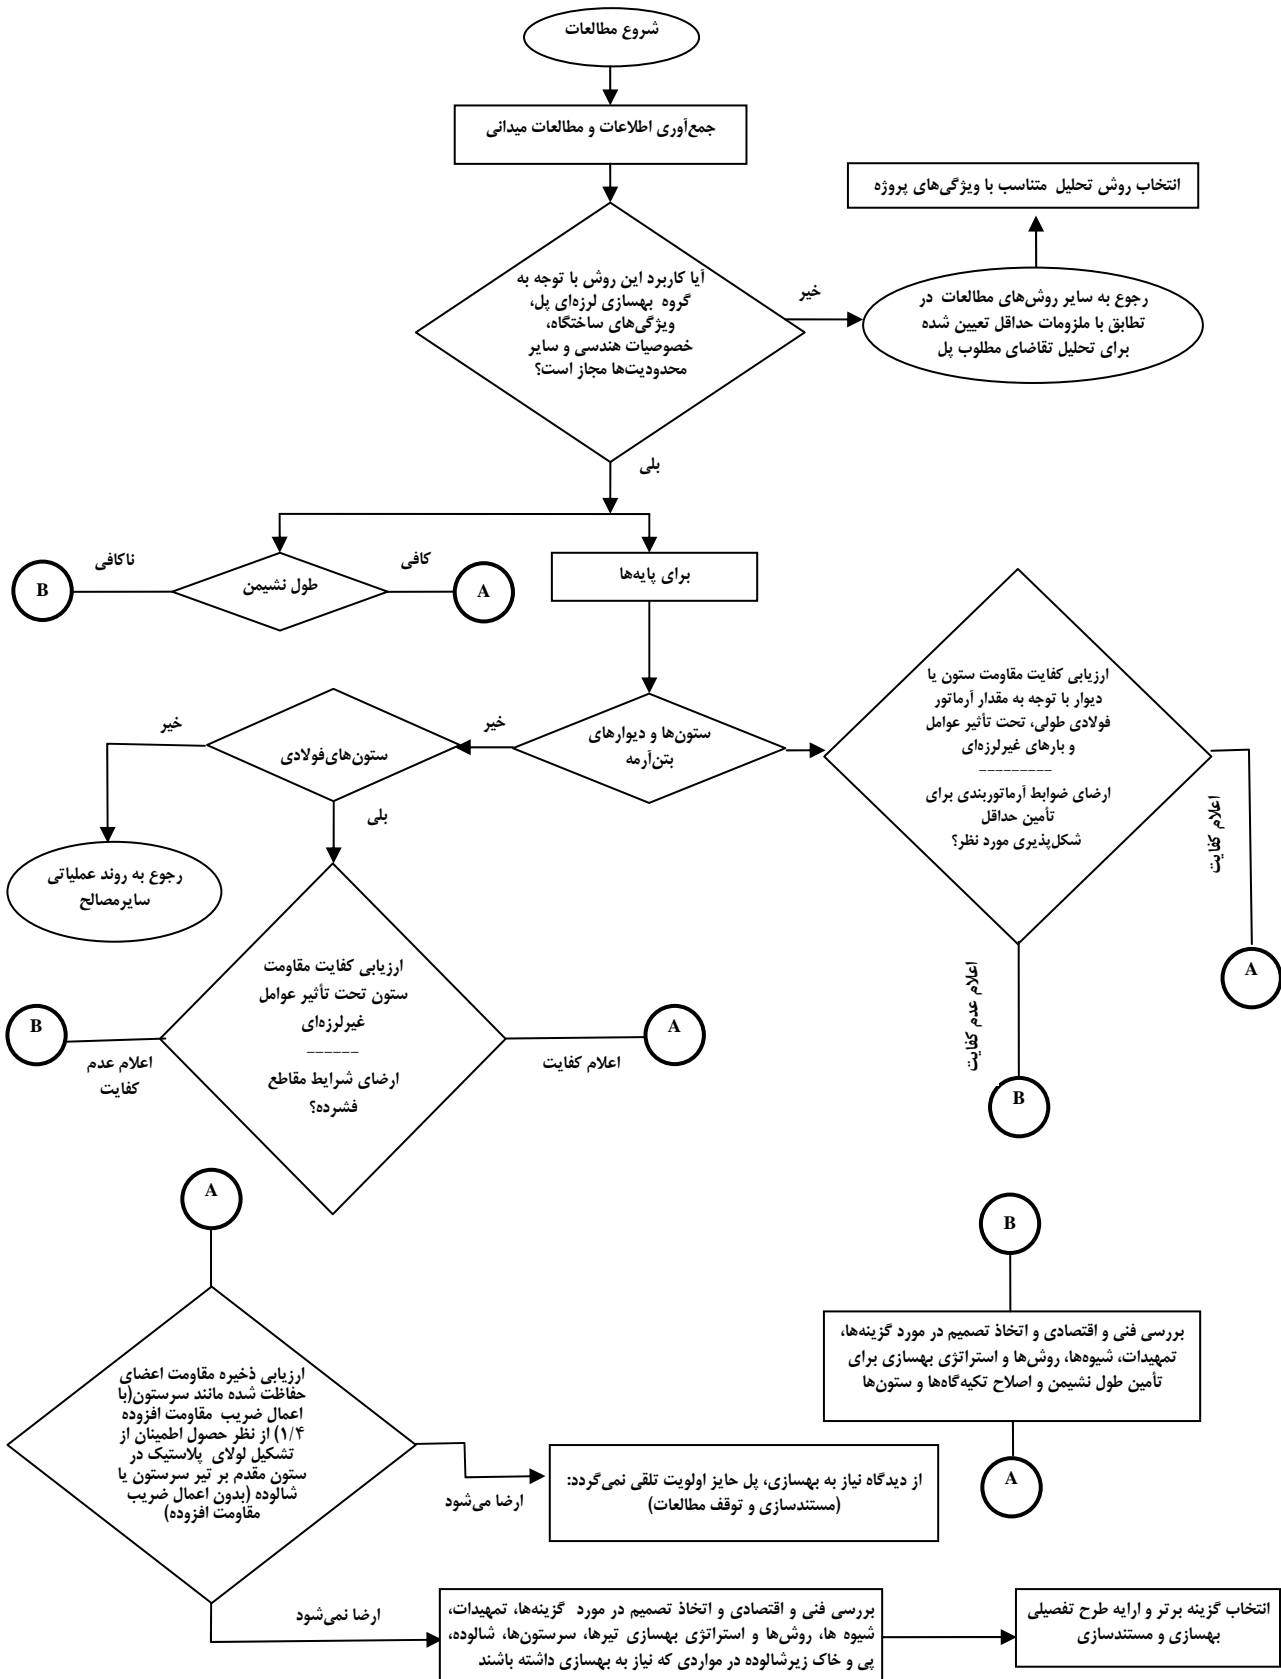 شروع مطالعات
جمع‌آوری اطلاعات و مطالعات میدانی
انتخاب روش تحلیل متناسب با ویژگی‌های پروژه
آیا کاربرد این روش با توجه به
گروه بهسازی لرزه‌ای پل،
ویژگی‌های ساختگاه،
خصوصیات هندسی و سایر
محدودیت‌ها مجاز است؟
خیر
رجوع به سایر روش‌های مطالعات در
تطابق با ملزومات حداقل تعیین شده
برای تحلیل تقاضای مطلوب پل
بلی
برای پایه‌ها
A
کافی
طول نشیمن
ناکافی
B
ارزیابی کفایت مقاومت ستون یا
دیوار با توجه به مقدار آرماتور
فولادی طولی، تحت تأثیر عوامل
و بارهای غیرلرزه‌ای
---------
ارضای ضوابط آرماتوربندی برای
تأمین حداقل
شکل‌پذیری مورد نظر؟
اعلام کفایت
A
اعلام عدم کفایت
B
ستون‌ها و دیوارهای
بتن‌آرمه
خیر
ستون‌های‌فولادی
خیر
رجوع به روند عملیاتی
سایرمصالح
بلی
ارزیابی کفایت مقاومت
ستون تحت تأثیر عوامل
غیرلرزه‌ای
------
ارضای شرایط مقاطع
فشرده؟
اعلام کفایت
A
اعلام عدم
کفایت
B
B
بررسی فنی و اقتصادی و اتخاذ تصمیم در مورد گزینه‌ها،
تمهیدات، شیوه‌ها، روش‌ها و استراتژی بهسازی برای
تأمین طول نشیمن و اصلاح تکیه‌گاه‌ها و ستون‌ها
A
A
ارزیابی ذخیره مقاومت اعضای
حفاظت شده مانند سرستون(با
اعمال ضریب مقاومت افزوده
۱/۴) از نظر حصول اطمینان از
تشکیل لولای پلاستیک در
ستون مقدم بر تیر سرستون یا
شالوده (بدون اعمال ضریب
مقاومت افزوده)
ارضا می‌شود
از دیدگاه نیاز به بهسازی، پل حایز اولویت تلقی نمی‌گردد:
(مستندسازی و توقف مطالعات)
ارضا نمی‌شود
بررسی فنی و اقتصادی و اتخاذ تصمیم در مورد گزینه‌ها، تمهیدات،
شیوه ها، روش‌ها و استراتژی بهسازی تیرها، سرستون‌ها، شالوده،
پی و خاک زیرشالوده در مواردی که نیاز به بهسازی داشته باشند
انتخاب گزینه برتر و ارایه طرح تفصیلی
بهسازی و مستندسازی